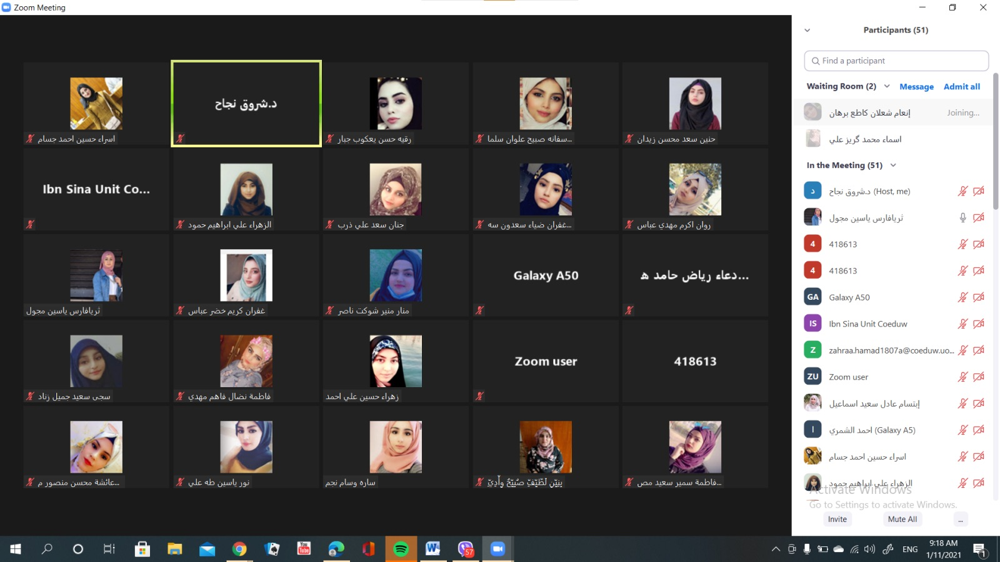 Zoom Meeting
اسراء حسين احمد جسام
د.شروق نجاح
رقيه حسن يعكوب جبار
سفانه صبيح علوان سلما...
حنين سعد محسن زيدان
Ibn Sina Unit Co...
الزهراء علي ابراهيم حمود
جنان سعد علي ذرب
غفران ضياء سعدون سه...
روان اكرم مهدي عباس
ثريافارس ياسين مجول
غفران كريم خضر عباس
منار منير شوكت ناصر
Galaxy A50
دعاء رياض حامد ه...
سجى سعيد جميل زناد
فاطمة نضال فاهم مهدي
زهراء حسين علي احمد
Zoom user
418613
عائشة محسن منصور م...
نور ياسين طه علي
ساره وسام نجم
فاطمة سمير سعيد مص...
Participants (51)
Find a participant
Waiting Room (2) Message Admit all
إنعام شعلان كاطع برهان Joining...
اسماء محمد گريز علي
In the Meeting (51)
د د.شروق نجاح (Host, me)
ثريافارس ياسين مجول
4 418613
4 418613
GA Galaxy A50
IS Ibn Sina Unit Coeduw
Z zahraa.hamad1807a@coeduw.uo...
ZU Zoom user
إبتسام عادل سعيد اسماعيل
ا احمد الشمري (Galaxy A5)
اسراء حسين احمد جسام
الزهراء علي ابراهيم حمود
Activate Windows
Go to Settings to activate Windows.
Invite Mute All ...
You
Tube
W
57
ENG
9:18 AM
1/11/2021
1